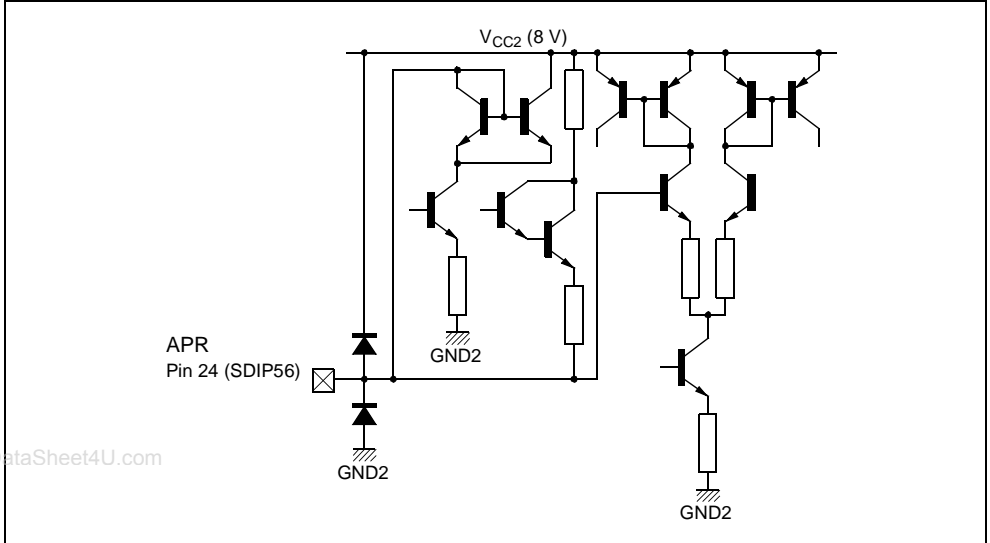 VCC2 (8 V)
GND2
APR
Pin 24 (SDIP56)
GND2
GND2
ataSheet4U.com